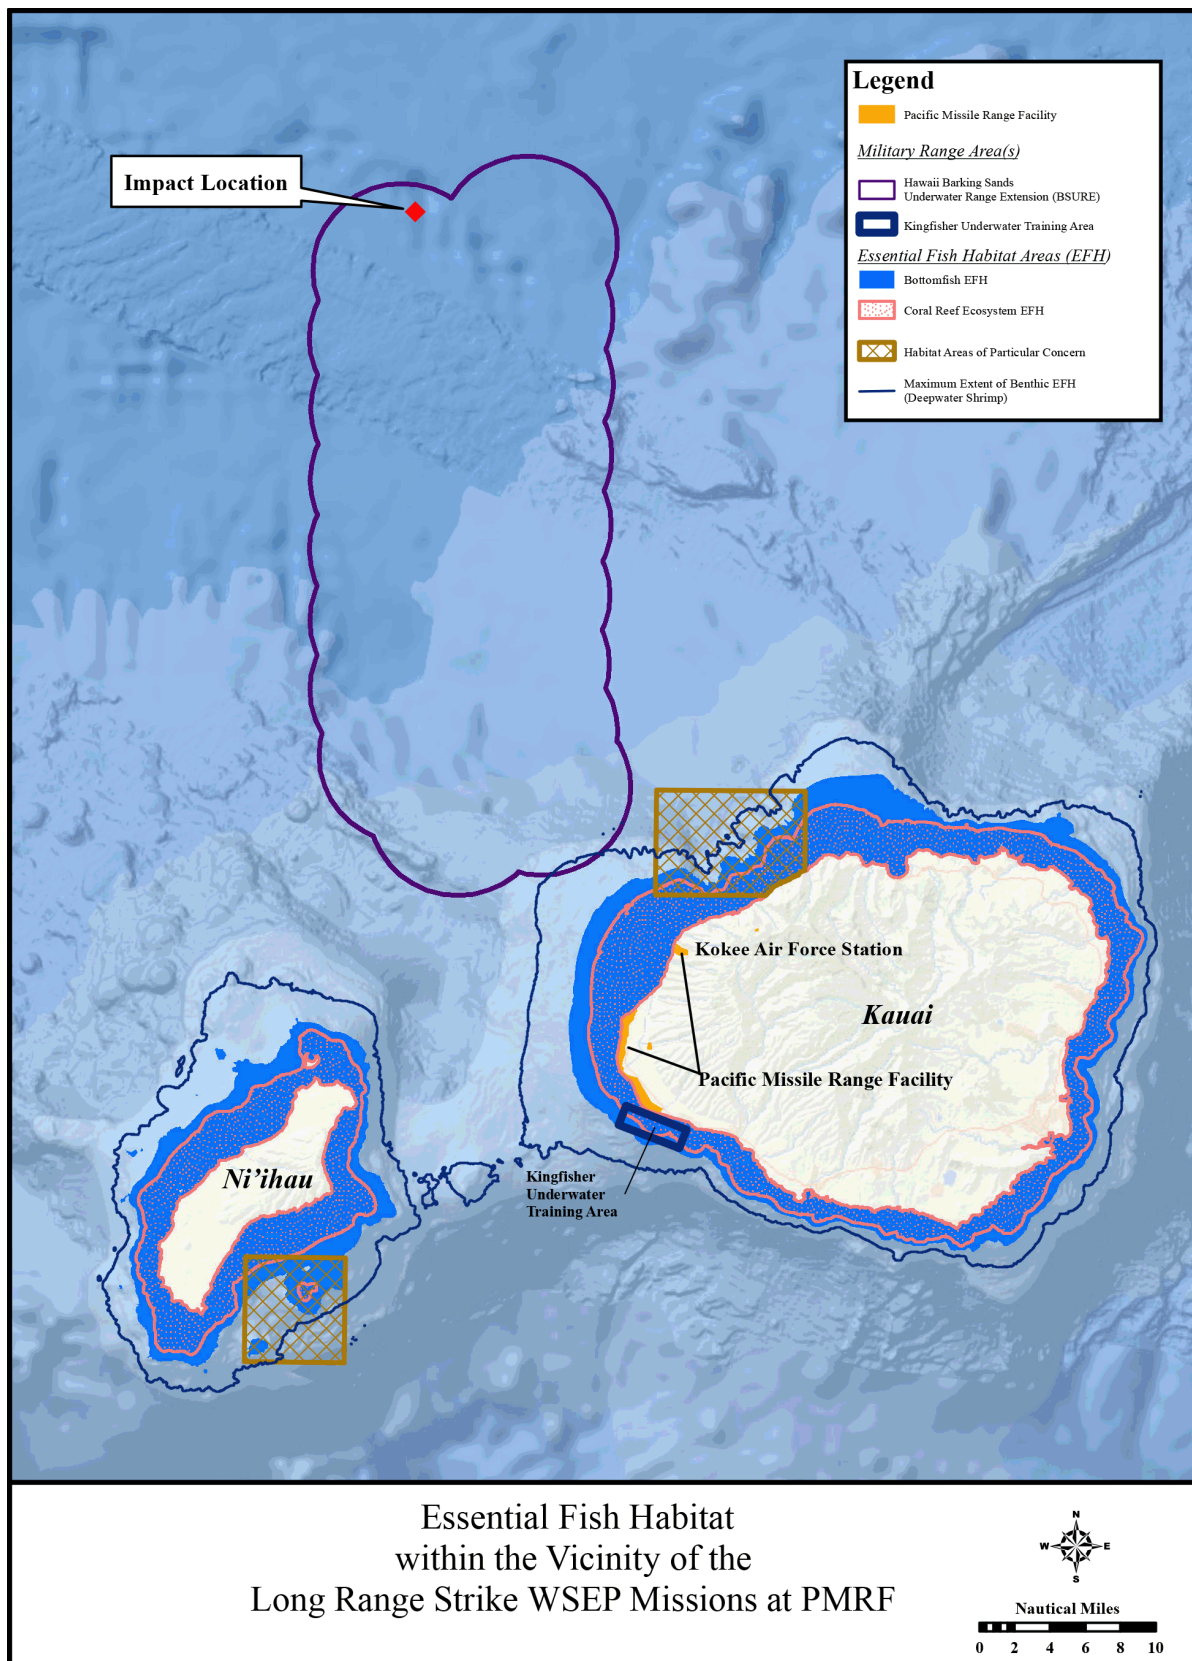 Impact Location
Legend
Pacific Missile Range Facility
Military Range Area(s)
Hawaii Barking Sands
Underwater Range Extension (BSURE)
Kingfisher Underwater Training Area
Essential Fish Habitat Areas (EFH)
Bottomfish EFH
Coral Reef Ecosystem EFH
Habitat Areas of Particular Concern
Maximum Extent of Benthic EFH
(Deepwater Shrimp)
Kokee Air Force Station
Kauai
Pacific Missile Range Facility
Ni'ihau
Kingfisher
Underwater
Training Area
Essential Fish Habitat
within the Vicinity of the
Long Range Strike WSEP Missions at PMRF
N
W E
S
Nautical Miles
0 2 4 6 8 10